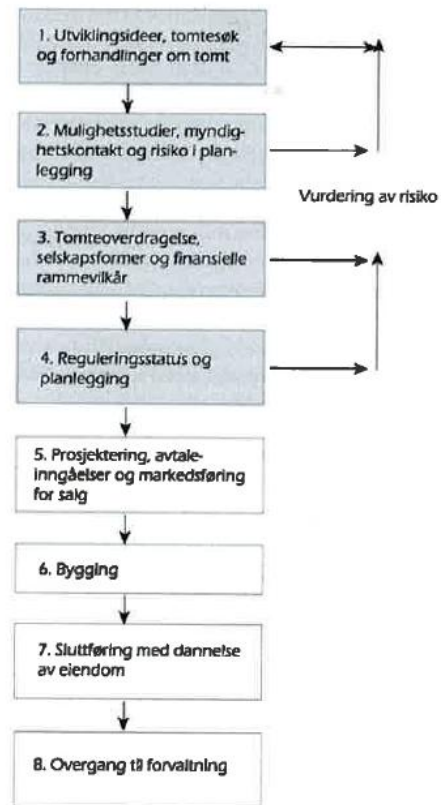 1. Utviklingsideer, tomtesøk
og forhandlinger om tomt
2. Mulighetsstudier, myndig-
hetskontakt og risiko i plan-
legging
Vurdering av risiko
3. Tomteoverdragelse,
selskapsformer og finansielle
rammevilkår
4. Reguleringsstatus og
planlegging
5. Prosjektering, avtale-
inngåelser og markedsføring
for salg
6. Bygging
7. Sluttføring med dannelse
av eiendom
8. Overgang til forvaltning